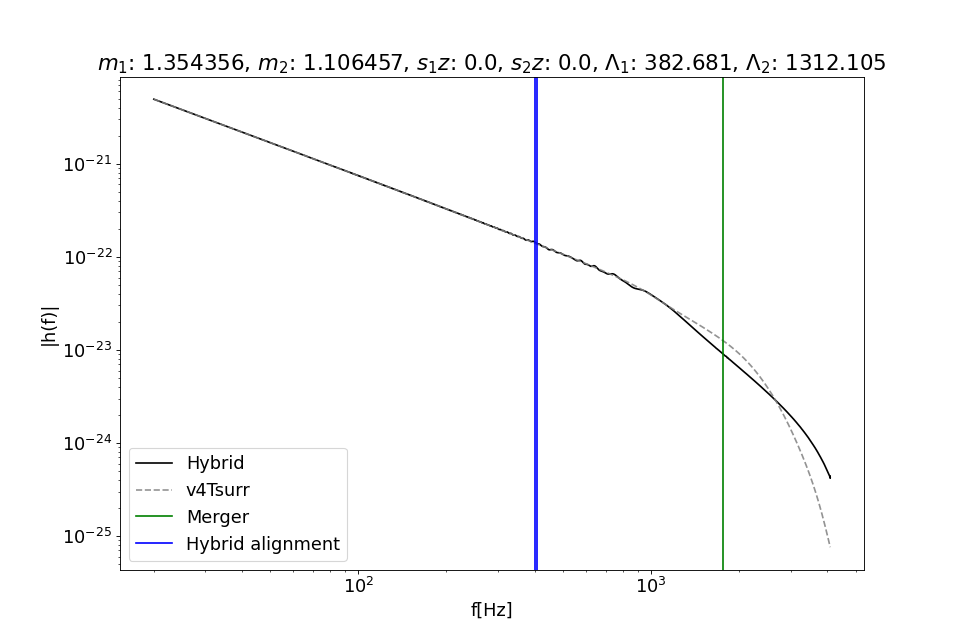 m₁: 1.354356, m₂: 1.106457, s₁z: 0.0, s₂z: 0.0, Λ₁: 382.681, Λ₂: 1312.105
|h(f)|
10⁻²¹
10⁻²²
10⁻²³
10⁻²⁴
10⁻²⁵
Hybrid
v4Tsurr
Merger
Hybrid alignment
10²
10³
f[Hz]